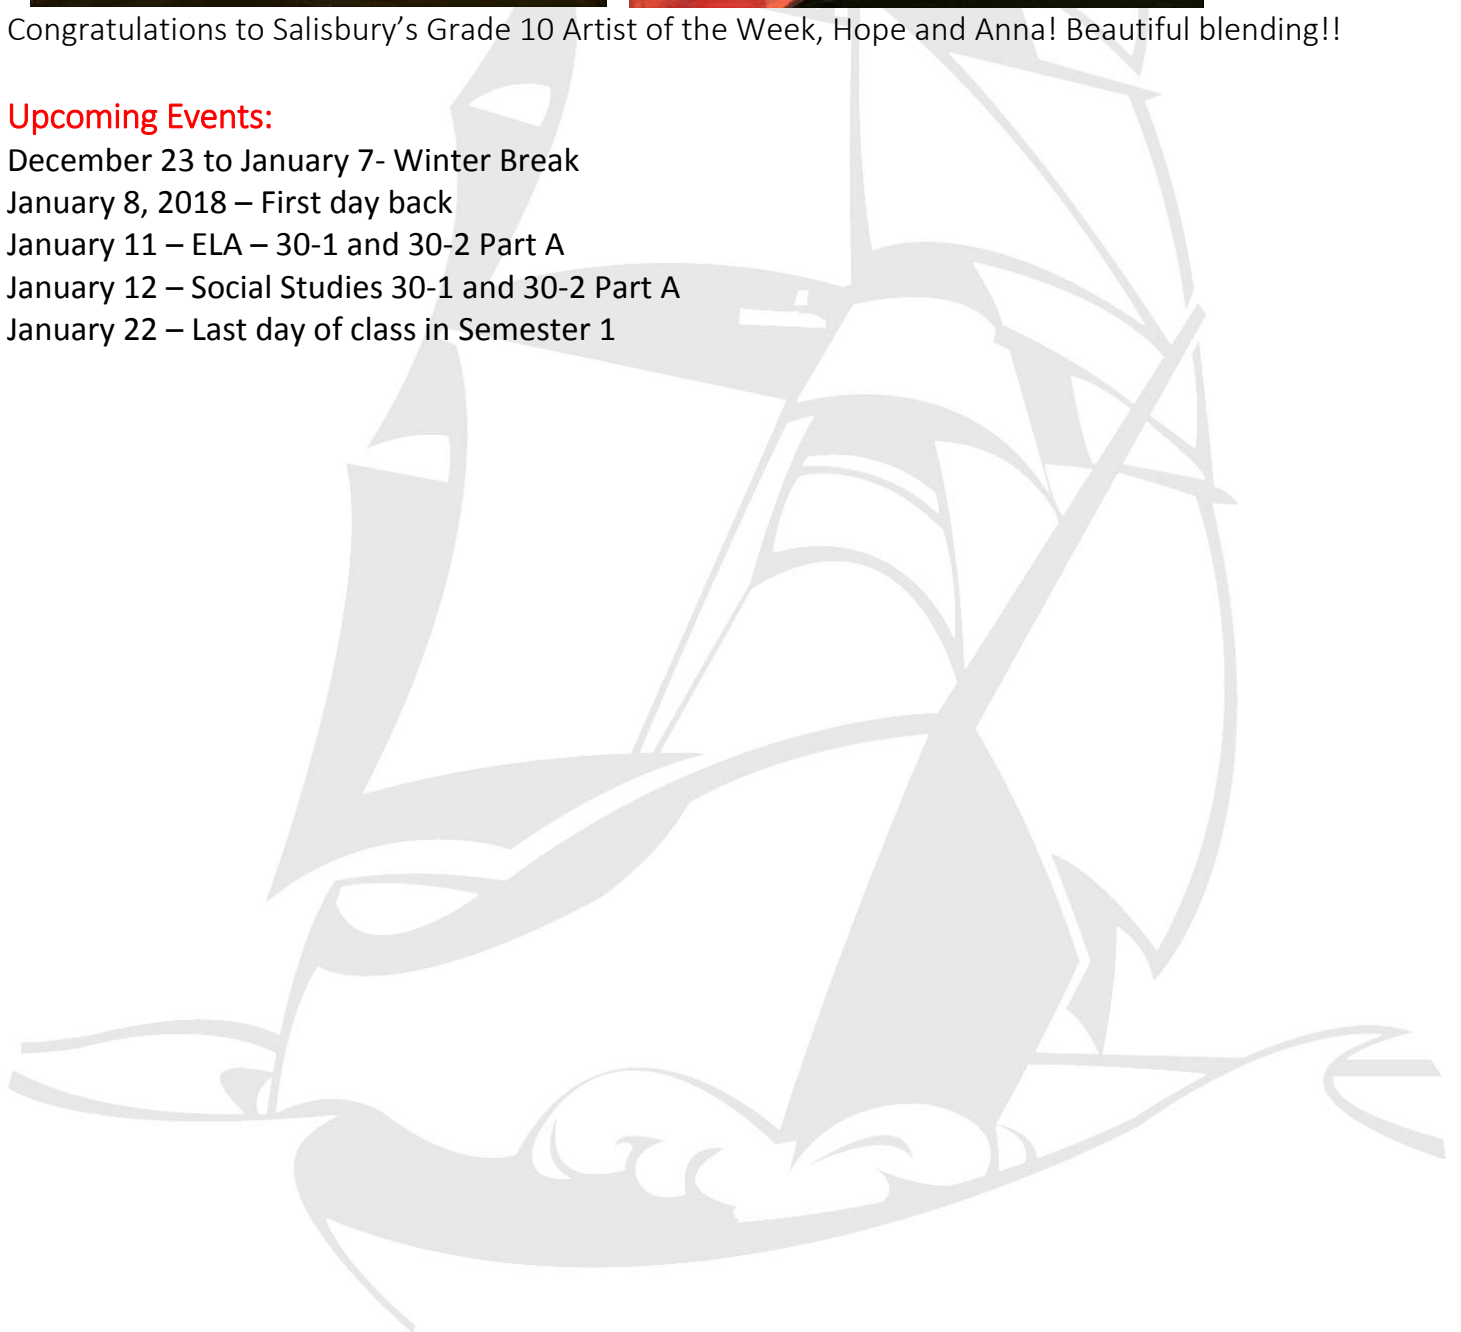 Congratulations to Salisbury’s Grade 10 Artist of the Week, Hope and Anna! Beautiful blending!!
Upcoming Events:
December 23 to January 7- Winter Break
January 8, 2018 – First day back
January 11 – ELA – 30-1 and 30-2 Part A
January 12 – Social Studies 30-1 and 30-2 Part A
January 22 – Last day of class in Semester 1